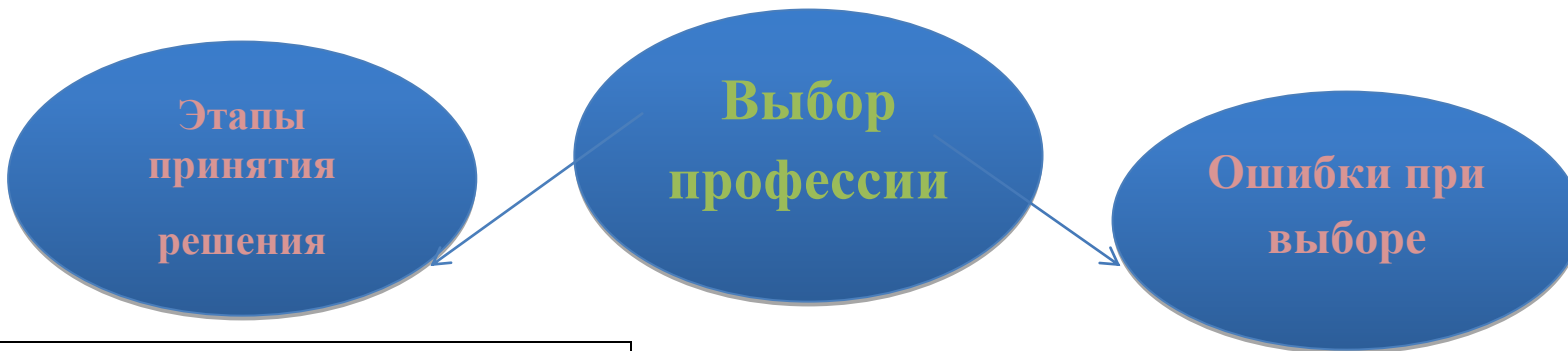 Этапы
принятия
решения
Выбор
профессии
Ошибки при
выборе